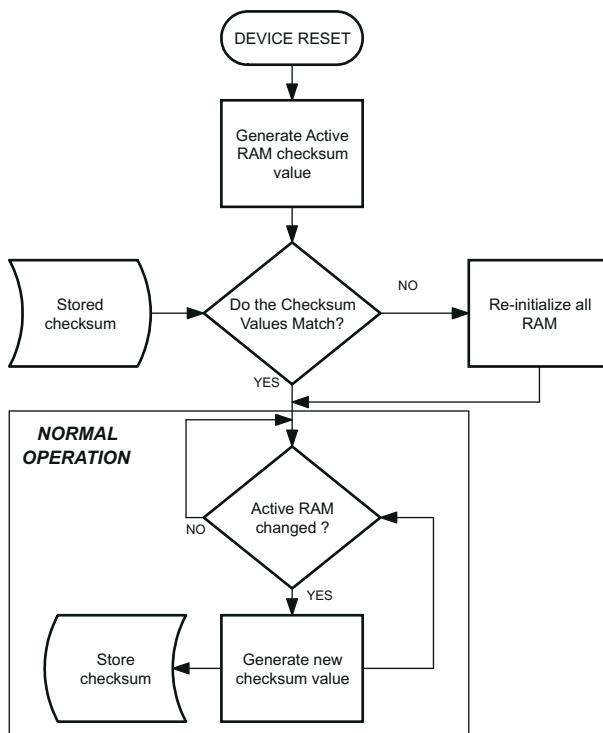 DEVICE RESET
Generate Active
RAM checksum
value
Stored
checksum
Do the Checksum
Values Match?
NO
Re-initialize all
RAM
YES
NORMAL
OPERATION
Active RAM
changed ?
NO
YES
Store
checksum
Generate new
checksum value